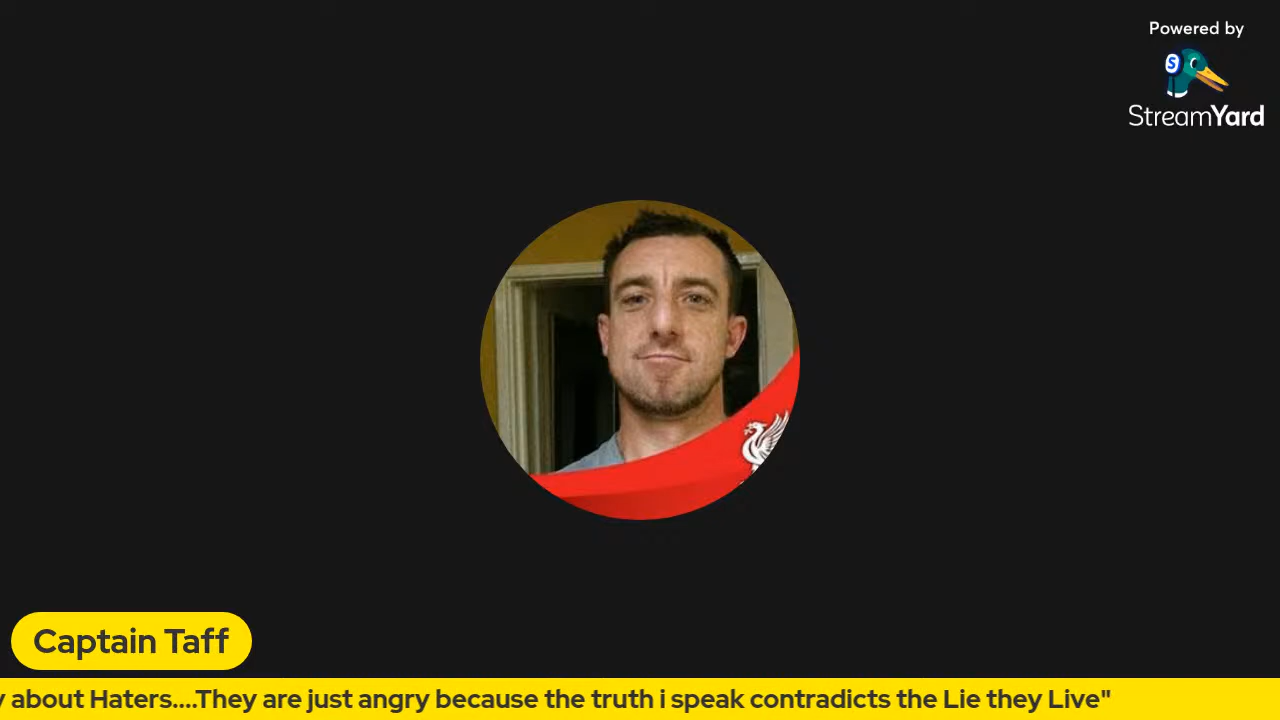 Powered by
S
StreamYard
Captain Taff
about Haters....They are just angry because the truth i speak contradicts the Lie they Live"